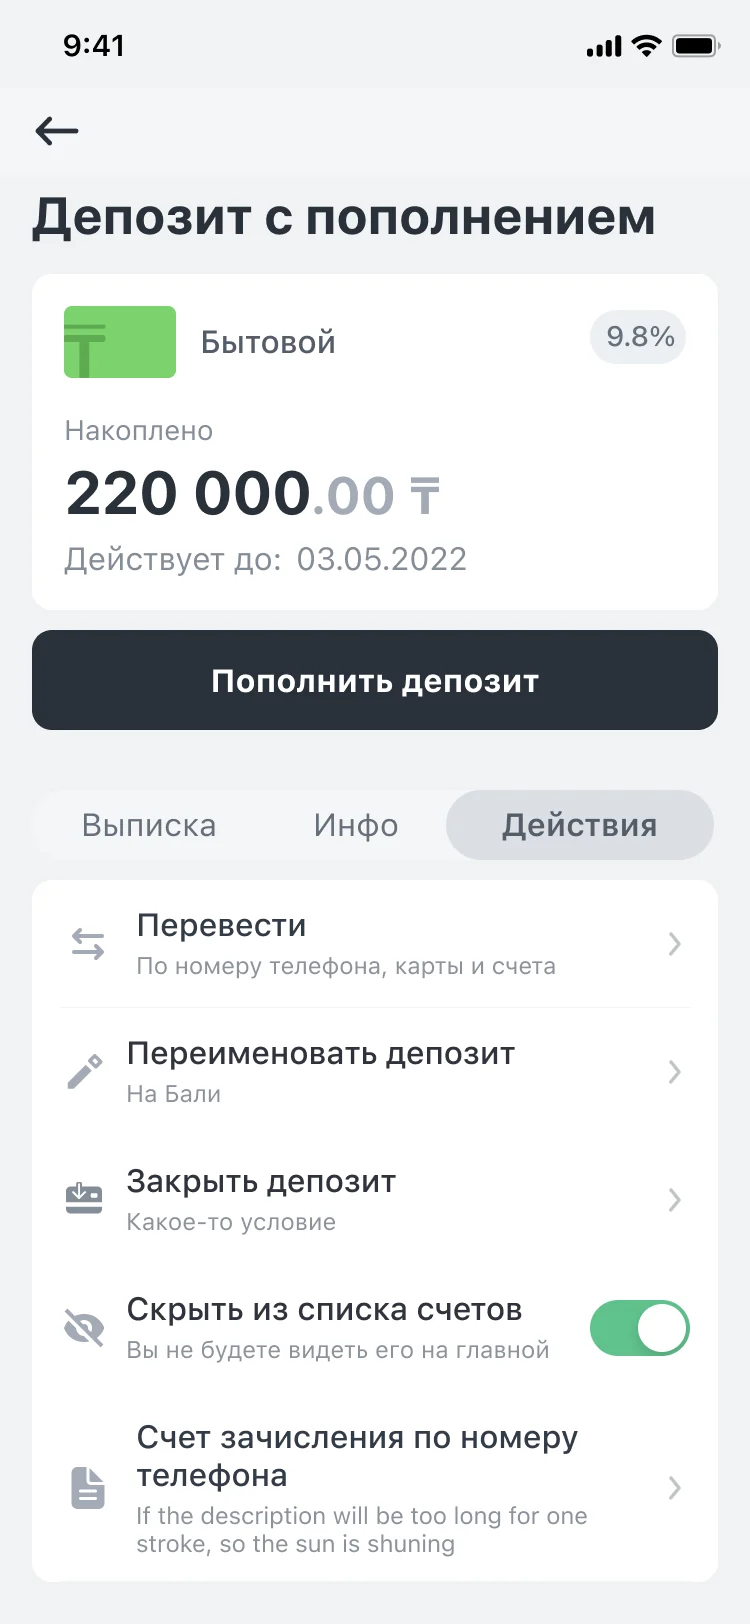 9:41
Депозит с пополнением
₸
Бытовой
9.8%
Накоплено
220 000.00 ₸
Действует до: 03.05.2022
Пополнить депозит
Выписка
Инфо
Действия
Перевести
По номеру телефона, карты и счета
Переименовать депозит
На Бали
Закрыть депозит
Какое-то условие
Скрыть из списка счетов
Вы не будете видеть его на главной
Счет зачисления по номеру
телефона
If the description will be too long for one
stroke, so the sun is shuning